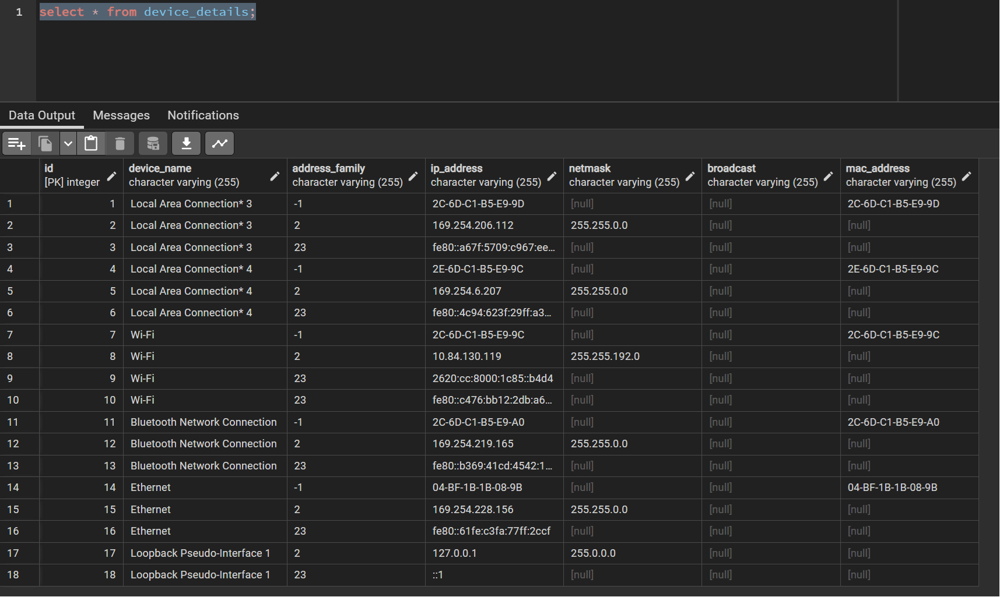 1 select * from device_details;
Data Output Messages Notifications
id device_name address_family ip_address netmask broadcast mac_address
[PK] integer character varying (255) character varying (255) character varying (255) character varying (255) character varying (255) character varying (255)
1 1 Local Area Connection* 3 -1 2C-6D-C1-B5-E9-9D [null] [null] 2C-6D-C1-B5-E9-9D
2 2 Local Area Connection* 3 2 169.254.206.112 255.255.0.0 [null] [null]
3 3 Local Area Connection* 3 23 fe80::a67f:5709:c967:ee... [null] [null] [null]
4 4 Local Area Connection* 4 -1 2E-6D-C1-B5-E9-9C [null] [null] 2E-6D-C1-B5-E9-9C
5 5 Local Area Connection* 4 2 169.254.6.207 255.255.0.0 [null] [null]
6 6 Local Area Connection* 4 23 fe80::4c94:623f:29ff:a3... [null] [null] [null]
7 7 Wi-Fi -1 2C-6D-C1-B5-E9-9C [null] [null] 2C-6D-C1-B5-E9-9C
8 8 Wi-Fi 2 10.84.130.119 255.255.192.0 [null] [null]
9 9 Wi-Fi 23 2620:cc:8000:1c85::b4d4 [null] [null] [null]
10 10 Wi-Fi 23 fe80::c476:bb12:2db:a6... [null] [null] [null]
11 11 Bluetooth Network Connection -1 2C-6D-C1-B5-E9-A0 [null] [null] 2C-6D-C1-B5-E9-A0
12 12 Bluetooth Network Connection 2 169.254.219.165 255.255.0.0 [null] [null]
13 13 Bluetooth Network Connection 23 fe80::b369:41cd:4542:1... [null] [null] [null]
14 14 Ethernet -1 04-BF-1B-1B-08-9B [null] [null] 04-BF-1B-1B-08-9B
15 15 Ethernet 2 169.254.228.156 255.255.0.0 [null] [null]
16 16 Ethernet 23 fe80::61fe:c3fa:77ff:2ccf [null] [null] [null]
17 17 Loopback Pseudo-Interface 1 2 127.0.0.1 255.0.0.0 [null] [null]
18 18 Loopback Pseudo-Interface 1 23 ::1 [null] [null] [null]